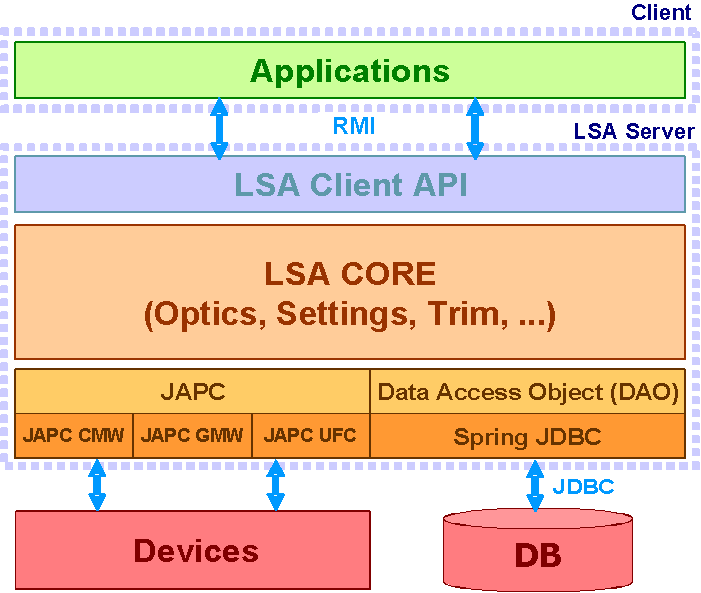 Client
Applications
RMI
LSA Server
LSA Client API
LSA CORE
(Optics, Settings, Trim, ...)
JAPC
Data Access Object (DAO)
JAPC CMW
JAPC GMW
JAPC UFC
Spring JDBC
JDBC
Devices
DB